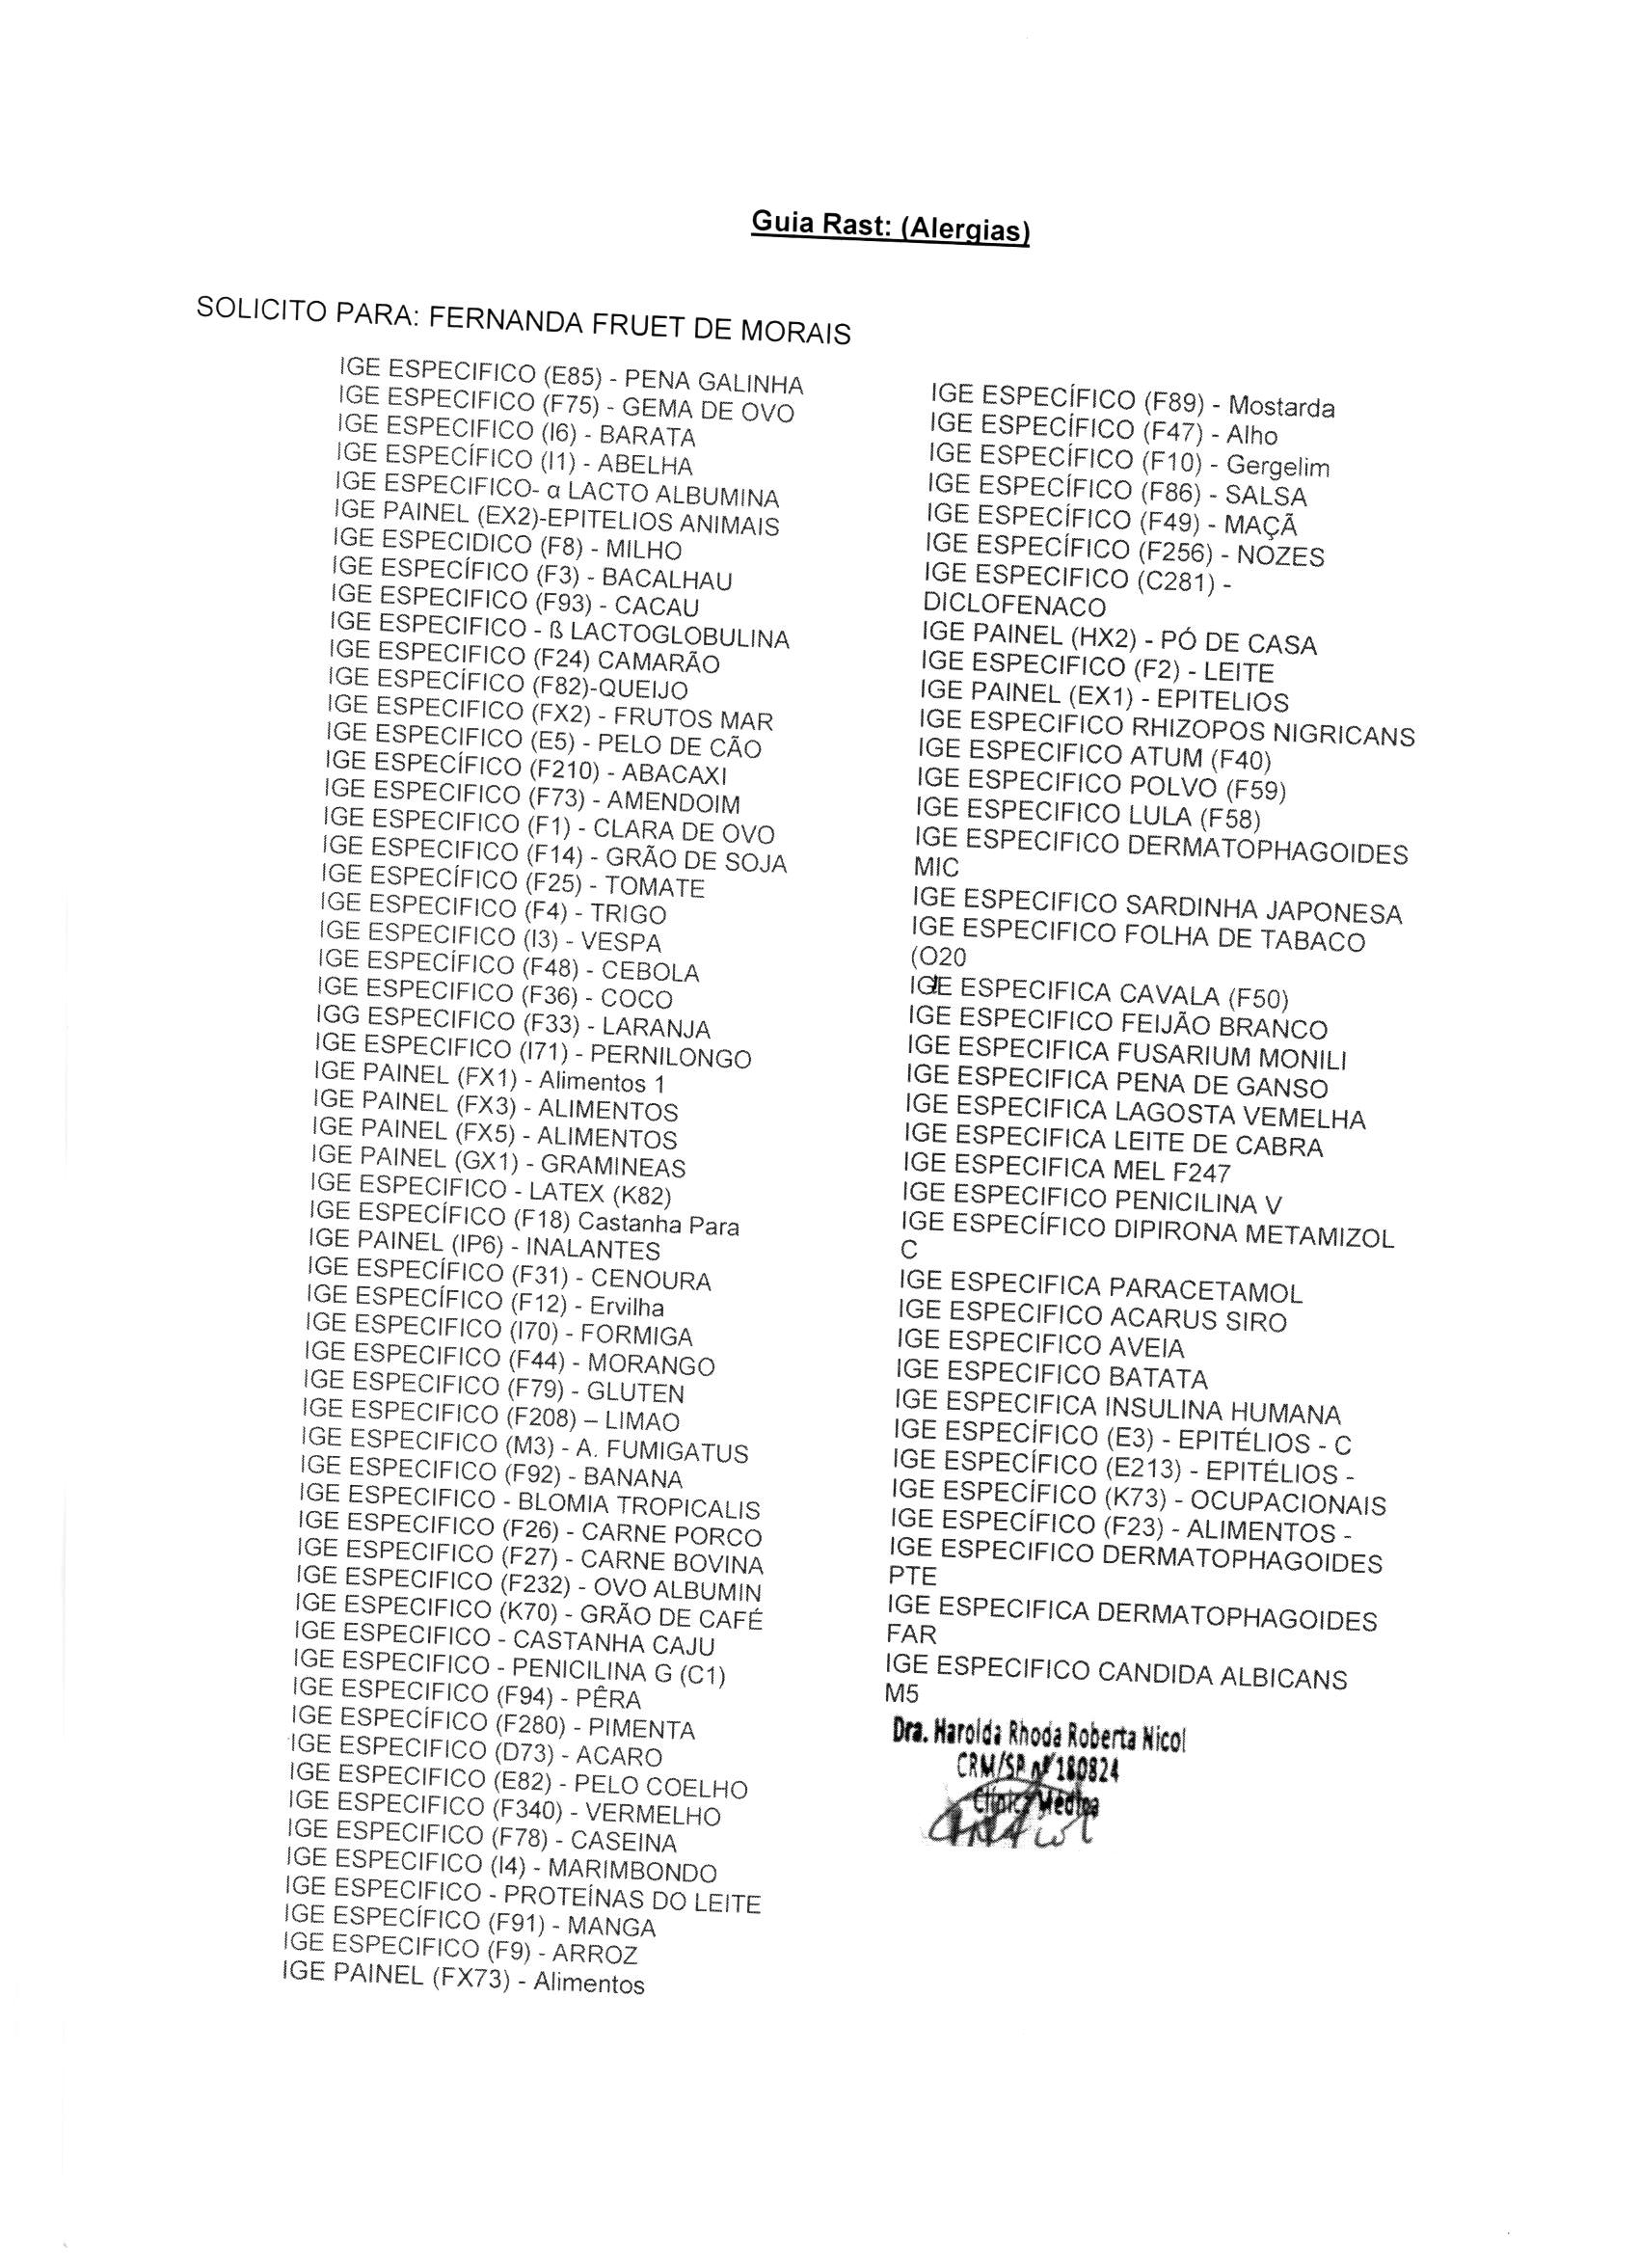 Guia Rast: (Alergias)
SOLICITO PARA: FERNANDA FRUET DE MORAIS
IGE ESPECIFICO (E85) - PENA GALINHA
IGE ESPECIFICO (F75) - GEMA DE OVO
IGE ESPECIFICO (I6) - BARATA
IGE ESPECÍFICO (I1) - ABELHA
IGE ESPECIFICO- α LACTO ALBUMINA
IGE PAINEL (EX2)-EPITELIOS ANIMAIS
IGE ESPECIDICO (F8) - MILHO
IGE ESPECÍFICO (F3) - BACALHAU
IGE ESPECIFICO (F93) - CACAU
IGE ESPECIFICO - ß LACTOGLOBULINA
IGE ESPECIFICO (F24) CAMARÃO
IGE ESPECÍFICO (F82)-QUEIJO
IGE ESPECIFICO (FX2) - FRUTOS MAR
IGE ESPECIFICO (E5) - PELO DE CÃO
IGE ESPECÍFICO (F210) - ABACAXI
IGE ESPECIFICO (F73) - AMENDOIM
IGE ESPECIFICO (F1) - CLARA DE OVO
IGE ESPECIFICO (F14) - GRÃO DE SOJA
IGE ESPECÍFICO (F25) - TOMATE
IGE ESPECIFICO (F4) - TRIGO
IGE ESPECIFICO (I3) - VESPA
IGE ESPECÍFICO (F48) - CEBOLA
IGE ESPECIFICO (F36) - COCO
IGG ESPECIFICO (F33) - LARANJA
IGE ESPECIFICO (I71) - PERNILONGO
IGE PAINEL (FX1) - Alimentos 1
IGE PAINEL (FX3) - ALIMENTOS
IGE PAINEL (FX5) - ALIMENTOS
IGE PAINEL (GX1) - GRAMINEAS
IGE ESPECIFICO - LATEX (K82)
IGE ESPECÍFICO (F18) Castanha Para
IGE PAINEL (IP6) - INALANTES
IGE ESPECÍFICO (F31) - CENOURA
IGE ESPECÍFICO (F12) - Ervilha
IGE ESPECIFICO (I70) - FORMIGA
IGE ESPECIFICO (F44) - MORANGO
IGE ESPECIFICO (F79) - GLUTEN
IGE ESPECIFICO (F208) – LIMAO
IGE ESPECIFICO (M3) - A. FUMIGATUS
IGE ESPECIFICO (F92) - BANANA
IGE ESPECIFICO - BLOMIA TROPICALIS
IGE ESPECIFICO (F26) - CARNE PORCO
IGE ESPECIFICO (F27) - CARNE BOVINA
IGE ESPECIFICO (F232) - OVO ALBUMIN
IGE ESPECIFICO (K70) - GRÃO DE CAFÉ
IGE ESPECIFICO - CASTANHA CAJU
IGE ESPECIFICO - PENICILINA G (C1)
IGE ESPECIFICO (F94) - PÊRA
IGE ESPECÍFICO (F280) - PIMENTA
IGE ESPECIFICO (D73) - ACARO
IGE ESPECIFICO (E82) - PELO COELHO
IGE ESPECIFICO (F340) - VERMELHO
IGE ESPECIFICO (F78) - CASEINA
IGE ESPECIFICO (I4) - MARIMBONDO
IGE ESPECIFICO - PROTEÍNAS DO LEITE
IGE ESPECÍFICO (F91) - MANGA
IGE ESPECIFICO (F9) - ARROZ
IGE PAINEL (FX73) - Alimentos
IGE ESPECÍFICO (F89) - Mostarda
IGE ESPECÍFICO (F47) - Alho
IGE ESPECÍFICO (F10) - Gergelim
IGE ESPECÍFICO (F86) - SALSA
IGE ESPECÍFICO (F49) - MAÇÃ
IGE ESPECÍFICO (F256) - NOZES
IGE ESPECIFICO (C281) -
DICLOFENACO
IGE PAINEL (HX2) - PÓ DE CASA
IGE ESPECIFICO (F2) - LEITE
IGE PAINEL (EX1) - EPITELIOS
IGE ESPECIFICO RHIZOPOS NIGRICANS
IGE ESPECIFICO ATUM (F40)
IGE ESPECIFICO POLVO (F59)
IGE ESPECIFICO LULA (F58)
IGE ESPECIFICO DERMATOPHAGOIDES
MIC
IGE ESPECIFICO SARDINHA JAPONESA
IGE ESPECIFICO FOLHA DE TABACO
(O20
IGE ESPECIFICA CAVALA (F50)
IGE ESPECIFICO FEIJÃO BRANCO
IGE ESPECIFICA FUSARIUM MONILI
IGE ESPECIFICA PENA DE GANSO
IGE ESPECIFICA LAGOSTA VEMELHA
IGE ESPECIFICA LEITE DE CABRA
IGE ESPECIFICA MEL F247
IGE ESPECIFICO PENICILINA V
IGE ESPECÍFICO DIPIRONA METAMIZOL
C
IGE ESPECIFICA PARACETAMOL
IGE ESPECIFICO ACARUS SIRO
IGE ESPECIFICO AVEIA
IGE ESPECIFICO BATATA
IGE ESPECIFICA INSULINA HUMANA
IGE ESPECÍFICO (E3) - EPITÉLIOS - C
IGE ESPECÍFICO (E213) - EPITÉLIOS -
IGE ESPECÍFICO (K73) - OCUPACIONAIS
IGE ESPECÍFICO (F23) - ALIMENTOS -
IGE ESPECIFICO DERMATOPHAGOIDES
PTE
IGE ESPECIFICA DERMATOPHAGOIDES
FAR
IGE ESPECIFICO CANDIDA ALBICANS
M5
Dra. Harolda Rhoda Roberta Nicol
CRM/SP nº 180824
Clínica Médica